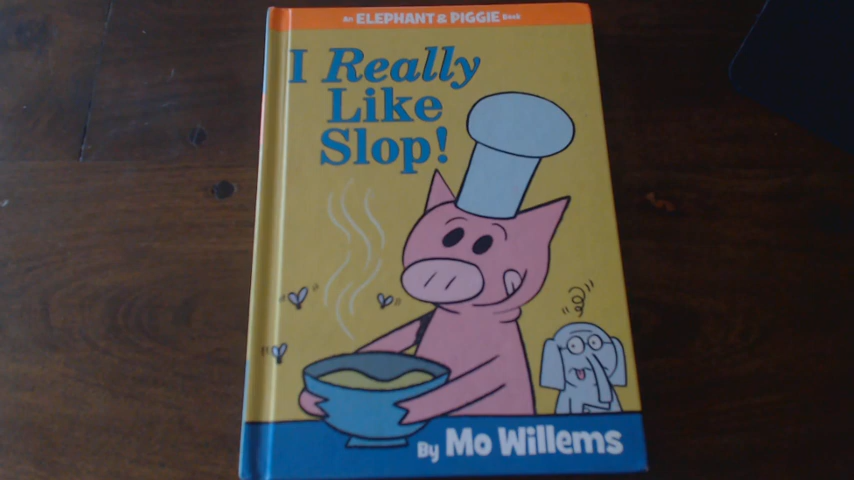 An ELEPHANT & PIGGIE Book
I Really
Like
Slop!
By Mo Willems